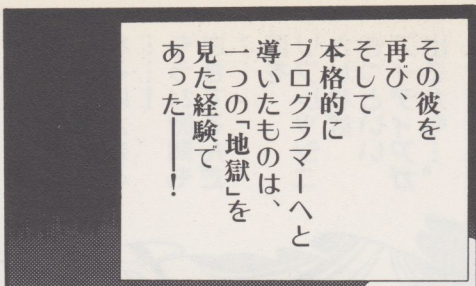 その彼を
再び、
そして
本格的に
プログラマーへと
導いたものは、
一つの「地獄」を
見た経験で
あった━━!